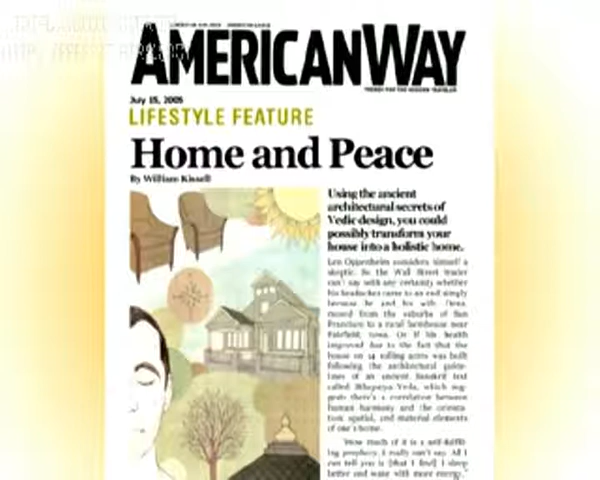 AMERICANWAY
TRENDS FOR THE MODERN TRAVELER
July 15, 2005
LIFESTYLE FEATURE
Home and Peace
By William Kissell
Using the ancient
architectural secrets of
Vedic design, you could
possibly transform your
house into a holistic home.
Len Oppenheim considers himself a
skeptic. So the Wall Street trader
can't say with any certainty whether
his headaches came to an end simply
because he and his wife
moved from the suburbs of San
Francisco to a rural farmhouse near
Fairfield, Iowa. Or if his health
improved due to the fact that the
house on 14 rolling acres was built
following the architectural guide-
lines of an ancient Sanskrit text
called Sthapatya Veda, which sug-
gests there's a correlation between
human harmony and the orienta-
tion, spatial, and material elements
of one's home.
"How much of it is a self-fulfill-
ing prophecy, I really can't say. All I
can tell you is [that I find] I sleep
better and wake with more energy,"